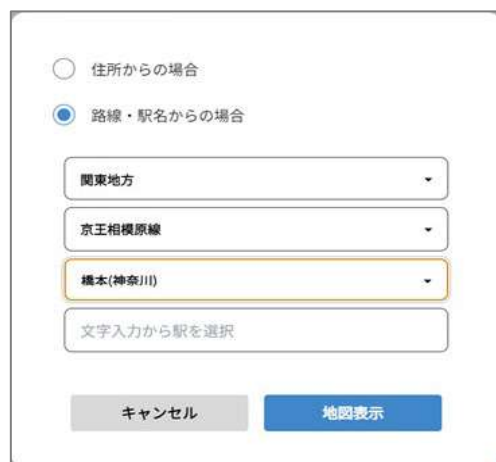 住所からの場合
路線・駅名からの場合
関東地方
京王相模原線
橋本(神奈川)
文字入力から駅を選択
キャンセル
地図表示